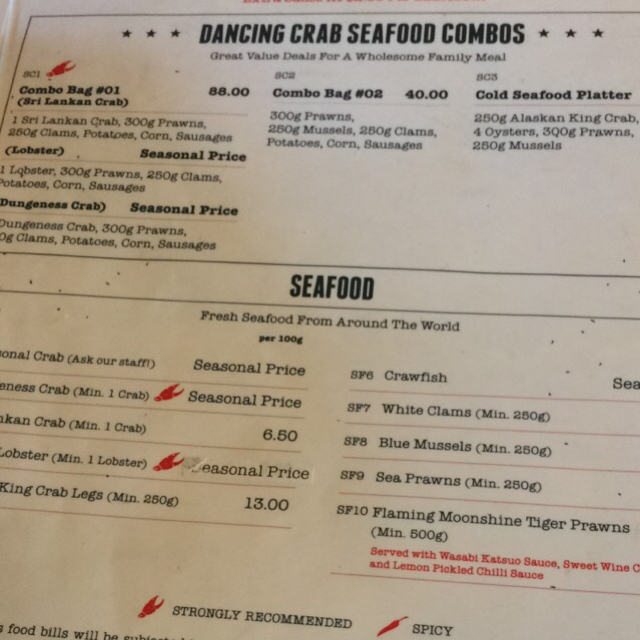 DANCING CRAB SEAFOOD COMBOS
Great Value Deals For A Wholesome Family Meal
SC1
Combo Bag #01 88.00
(Sri Lankan Crab)
1 Sri Lankan Crab, 300g Prawns,
250g Clams, Potatoes, Corn, Sausages
(Lobster) Seasonal Price
1 Lobster, 300g Prawns, 250g Clams,
Potatoes, Corn, Sausages
Dungeness Crab) Seasonal Price
Dungeness Crab, 300g Prawns,
0g Clams, Potatoes, Corn, Sausages
SC2
Combo Bag #02 40.00
300g Prawns,
250g Mussels, 250g Clams,
Potatoes, Corn, Sausages
SC3
Cold Seafood Platter
250g Alaskan King Crab,
4 Oysters, 300g Prawns,
250g Mussels
SEAFOOD
Fresh Seafood From Around The World
per 100g
onal Crab (Ask our staff!) Seasonal Price
eness Crab (Min. 1 Crab) Seasonal Price
nkan Crab (Min. 1 Crab) 6.50
Lobster (Min. 1 Lobster) Seasonal Price
King Crab Legs (Min. 250g) 13.00
SF6 Crawfish Sea
SF7 White Clams (Min. 250g)
SF8 Blue Mussels (Min. 250g)
SF9 Sea Prawns (Min. 250g)
SF10 Flaming Moonshine Tiger Prawns
(Min. 500g)
Served with Wasabi Katsuo Sauce, Sweet Wine C
and Lemon Pickled Chilli Sauce
STRONGLY RECOMMENDED SPICY
s food bills will be